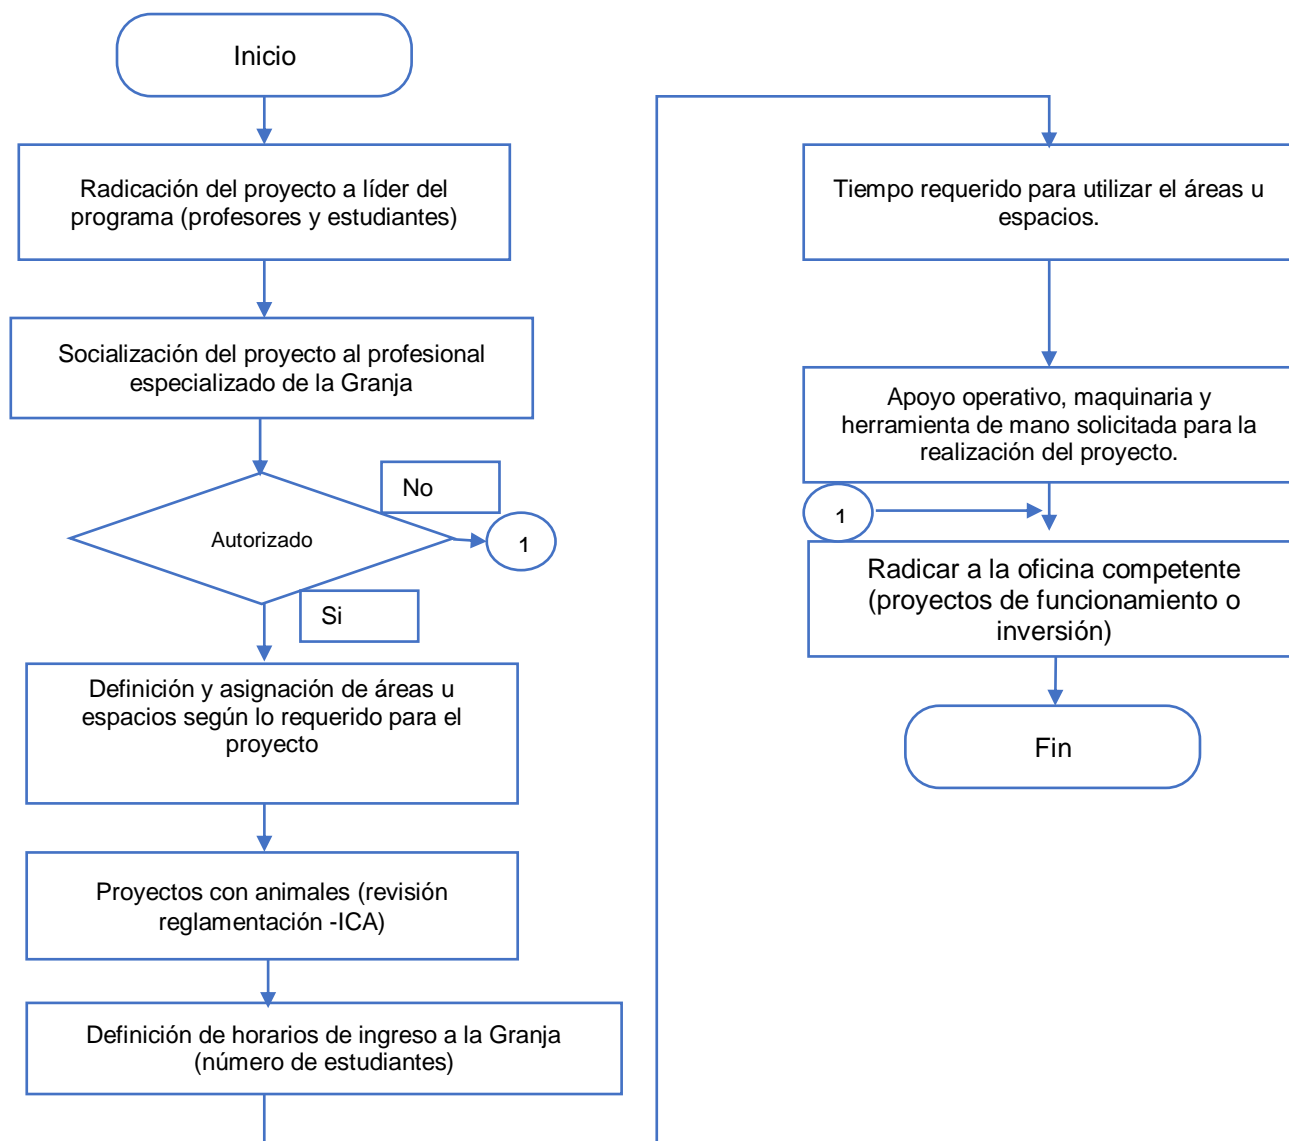 Inicio
Radicación del proyecto a líder del
programa (profesores y estudiantes)
Socialización del proyecto al profesional
especializado de la Granja
No
Autorizado
1
Si
Definición y asignación de áreas u
espacios según lo requerido para el
proyecto
Proyectos con animales (revisión
reglamentación -ICA)
Definición de horarios de ingreso a la Granja
(número de estudiantes)
Tiempo requerido para utilizar el áreas u
espacios.
Apoyo operativo, maquinaria y
herramienta de mano solicitada para la
realización del proyecto.
1
Radicar a la oficina competente
(proyectos de funcionamiento o
inversión)
Fin